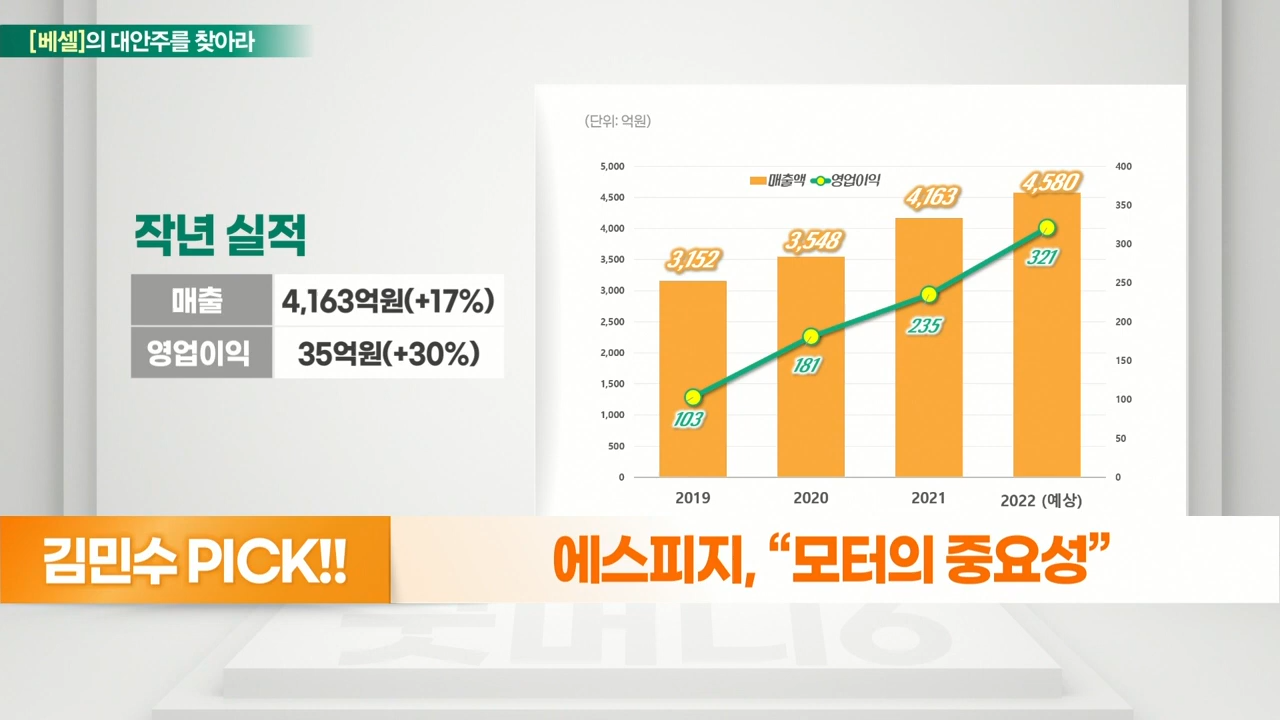 [베셀]의 대안주를 찾아라
(단위: 억원)
작년 실적
매출 4,163억원(+17%)
영업이익 35억원(+30%)
매출액 영업이익
5,000
4,500
4,000
3,500
3,000
2,500
2,000
1,500
1,000
500
0
400
350
300
250
200
150
100
50
0
3,152
3,548
4,163
4,580
103
181
235
321
2019 2020 2021 2022 (예상)
김민수 PICK!!
에스피지, “모터의 중요성”
굿머니6